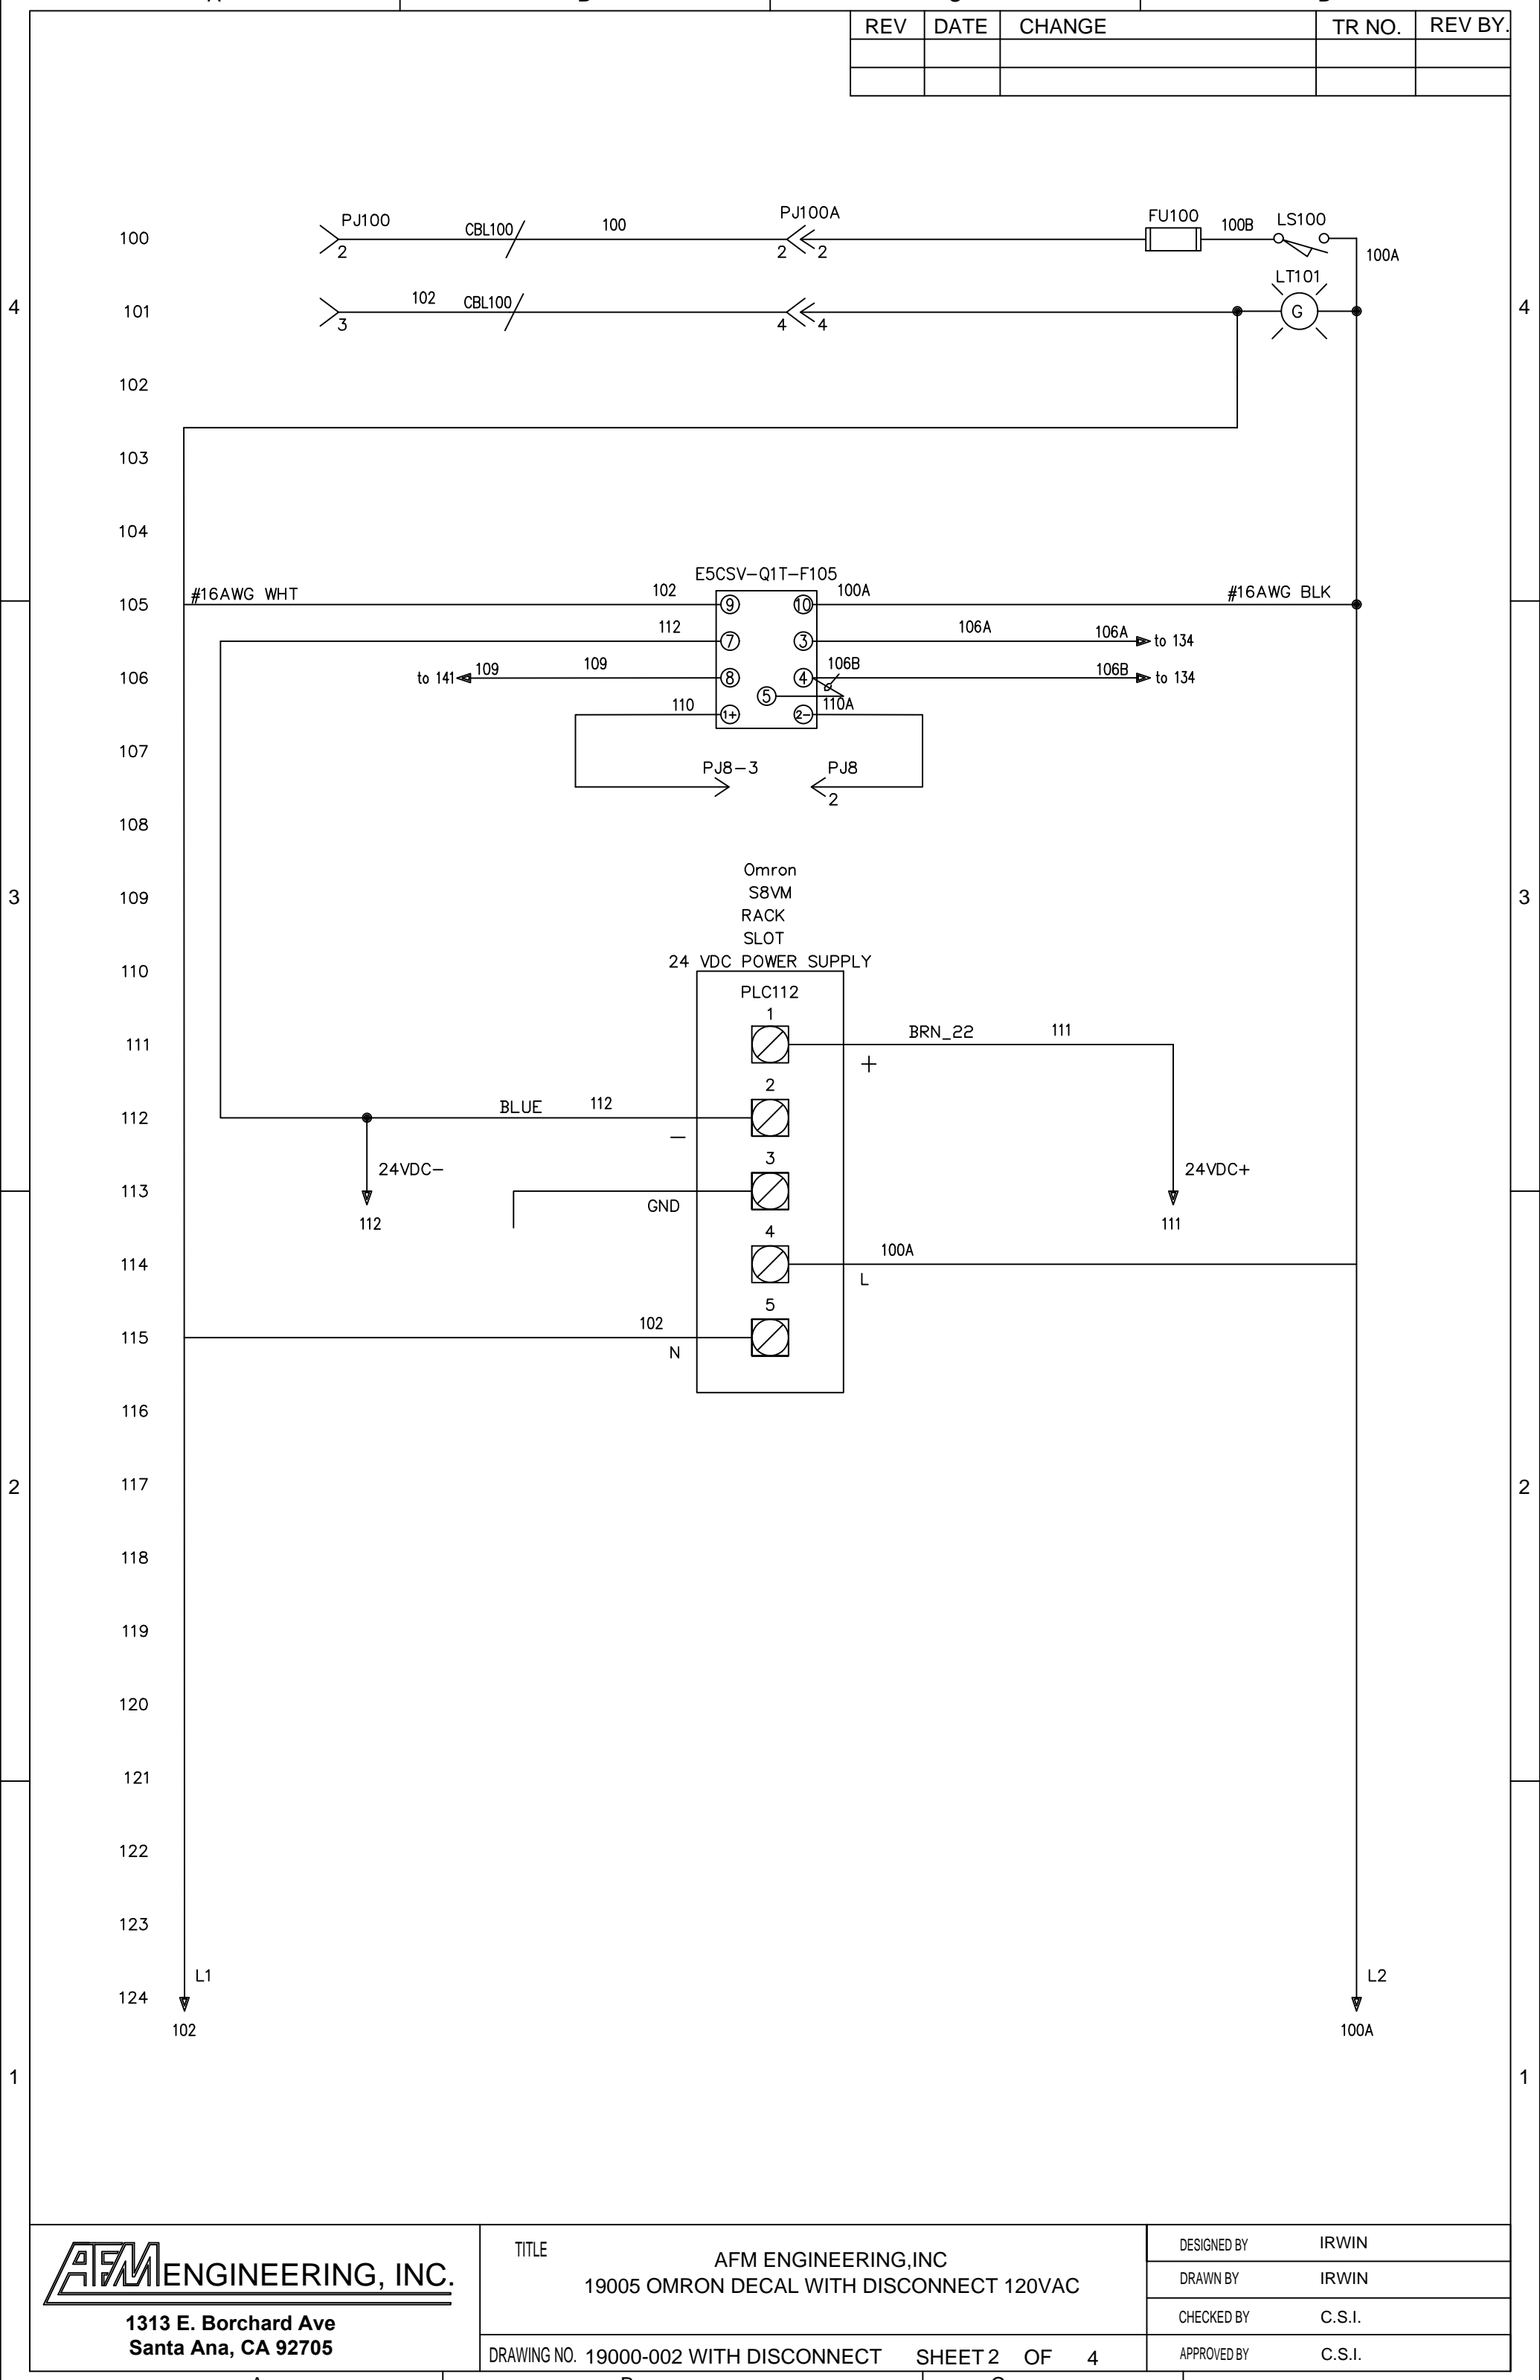 REV DATE CHANGE TR NO. REV BY.
100 PJ100 2 CBL100 100 PJ100A 2 2 FU100 100B LS100 100A
4 101 3 102 CBL100 4 4 LT101 G 4
102
103
104
E5CSV-Q1T-F105
105 #16AWG WHT 102 9 10 100A #16AWG BLK
112 7 3 106A 106A to 134
106 to 141 109 109 8 4 106B 106B to 134
5
110 1+ 2- 110A
107 PJ8-3 PJ8 2
108
Omron
3 109 S8VM 3
RACK
SLOT
110 24 VDC POWER SUPPLY
PLC112
1
111 BRN_22 111
+
2
112 BLUE 112
-
3
24VDC- 24VDC+
113 GND
112 111
4
114 100A
L
5
115 102
N
116
117
2 2
118
119
120
121
122
123
L1 L2
124
102 100A
1 1
AFM ENGINEERING, INC.
1313 E. Borchard Ave
Santa Ana, CA 92705
TITLE
AFM ENGINEERING,INC
19005 OMRON DECAL WITH DISCONNECT 120VAC
DRAWING NO. 19000-002 WITH DISCONNECT SHEET 2 OF 4
DESIGNED BY IRWIN
DRAWN BY IRWIN
CHECKED BY C.S.I.
APPROVED BY C.S.I.